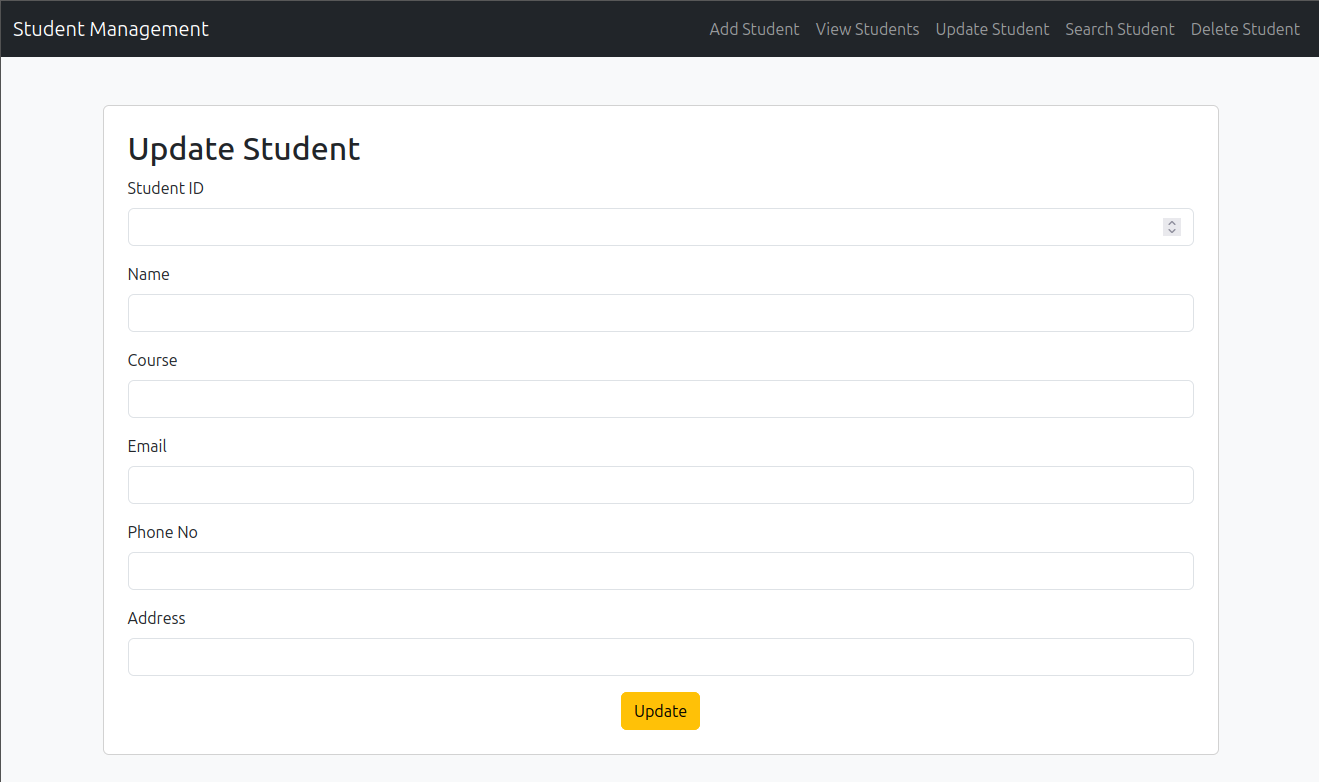 Student Management Add Student View Students Update Student Search Student Delete Student
Update Student
Student ID
Name
Course
Email
Phone No
Address
Update